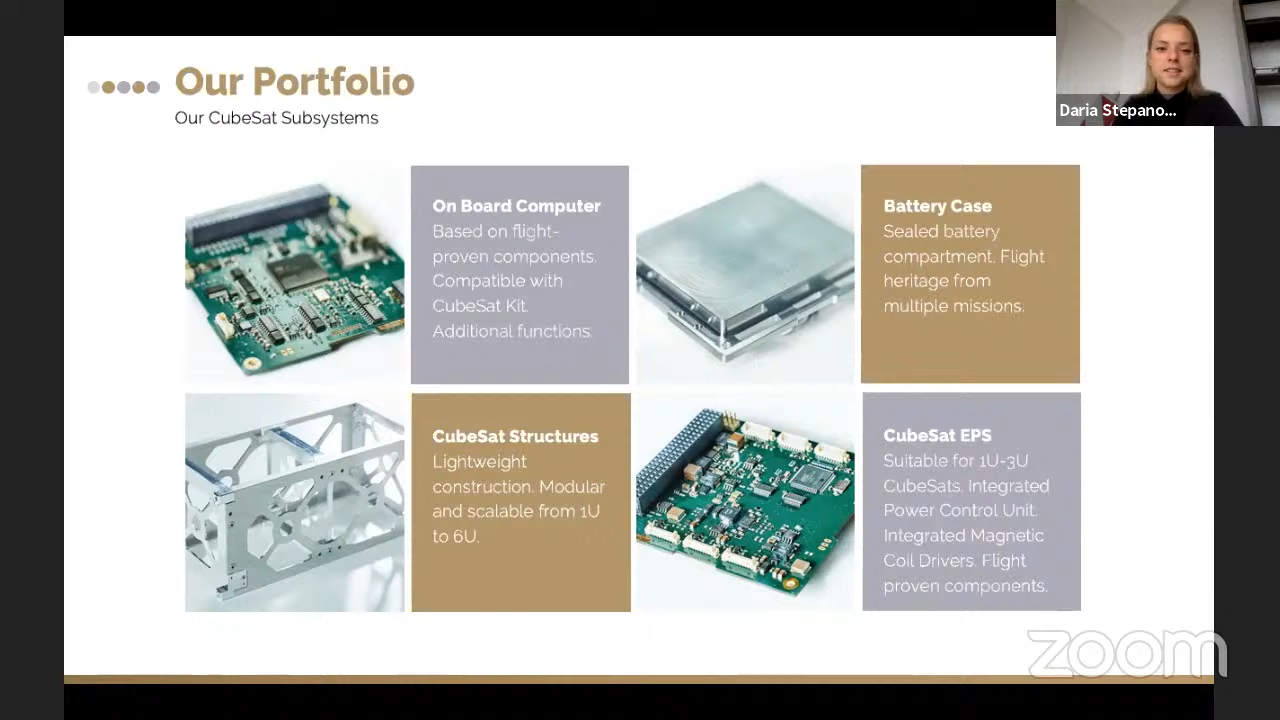 Our Portfolio
Our CubeSat Subsystems
Daria Stepano...
On Board Computer
Based on flight-
proven components.
Compatible with
CubeSat Kit.
Additional functions.
Battery Case
Sealed battery
compartment. Flight
heritage from
multiple missions.
CubeSat Structures
Lightweight
construction. Modular
and scalable from 1U
to 6U.
CubeSat EPS
Suitable for 1U-3U
CubeSats. Integrated
Power Control Unit.
Integrated Magnetic
Coil Drivers. Flight
proven components.
zoom